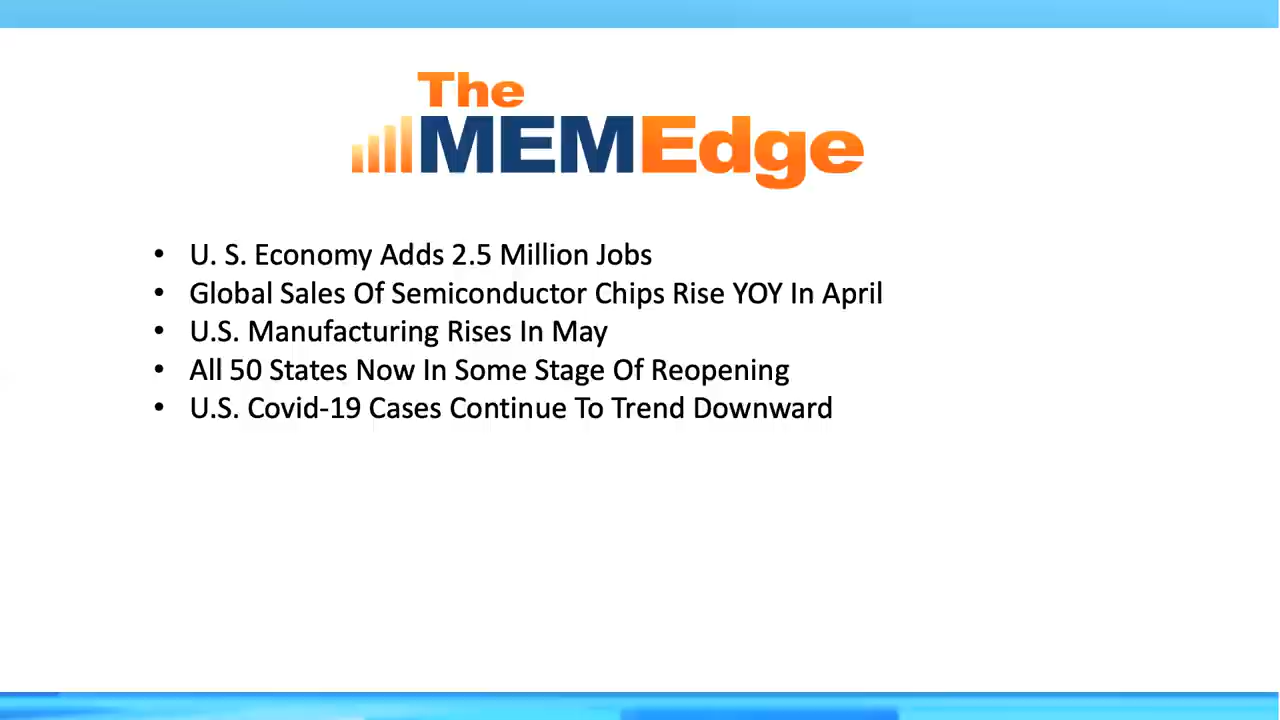 The
MEMEdge
• U. S. Economy Adds 2.5 Million Jobs
• Global Sales Of Semiconductor Chips Rise YOY In April
• U.S. Manufacturing Rises In May
• All 50 States Now In Some Stage Of Reopening
• U.S. Covid-19 Cases Continue To Trend Downward